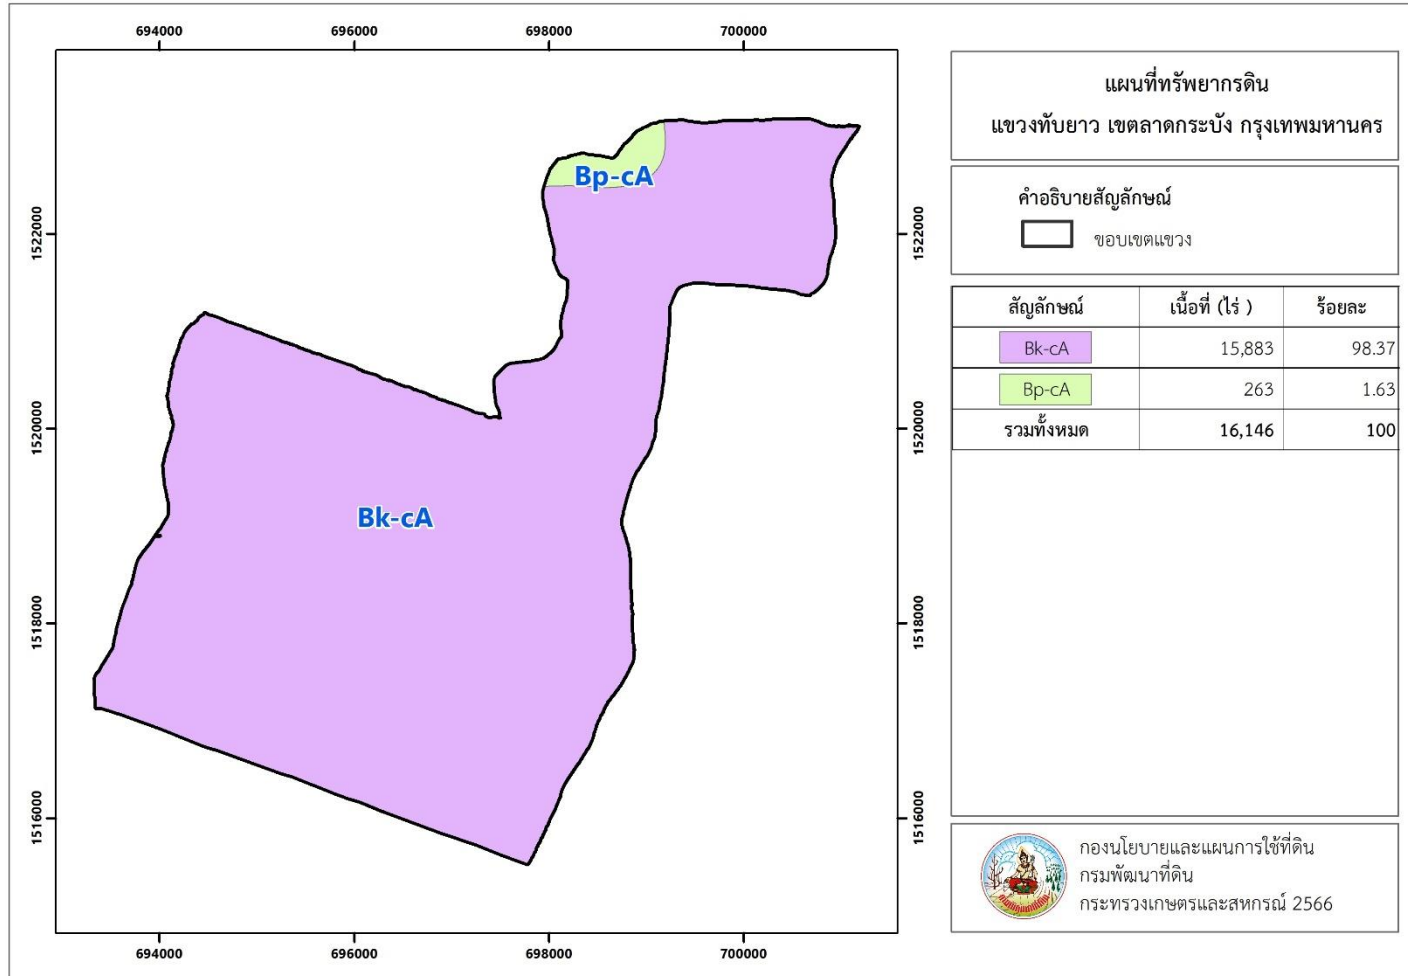 694000 696000 698000 700000
แผนที่ทรัพยากรดิน
แขวงทับยาว เขตลาดกระบัง กรุงเทพมหานคร
คำอธิบายสัญลักษณ์
ขอบเขตแขวง
สัญลักษณ์ เนื้อที่ (ไร่ ) ร้อยละ
Bk-cA 15,883 98.37
Bp-cA 263 1.63
รวมทั้งหมด 16,146 100
Bp-cA
Bk-cA
1522000 1522000
1520000 1520000
1518000 1518000
1516000 1516000
694000 696000 698000 700000
กองนโยบายและแผนการใช้ที่ดิน
กรมพัฒนาที่ดิน
กระทรวงเกษตรและสหกรณ์ 2566